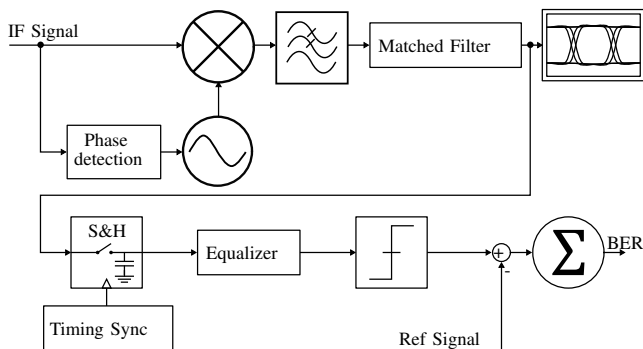 IF Signal
Matched Filter
Phase
detection
S&H
Equalizer
+
-
Σ
BER
Timing Sync
Ref Signal